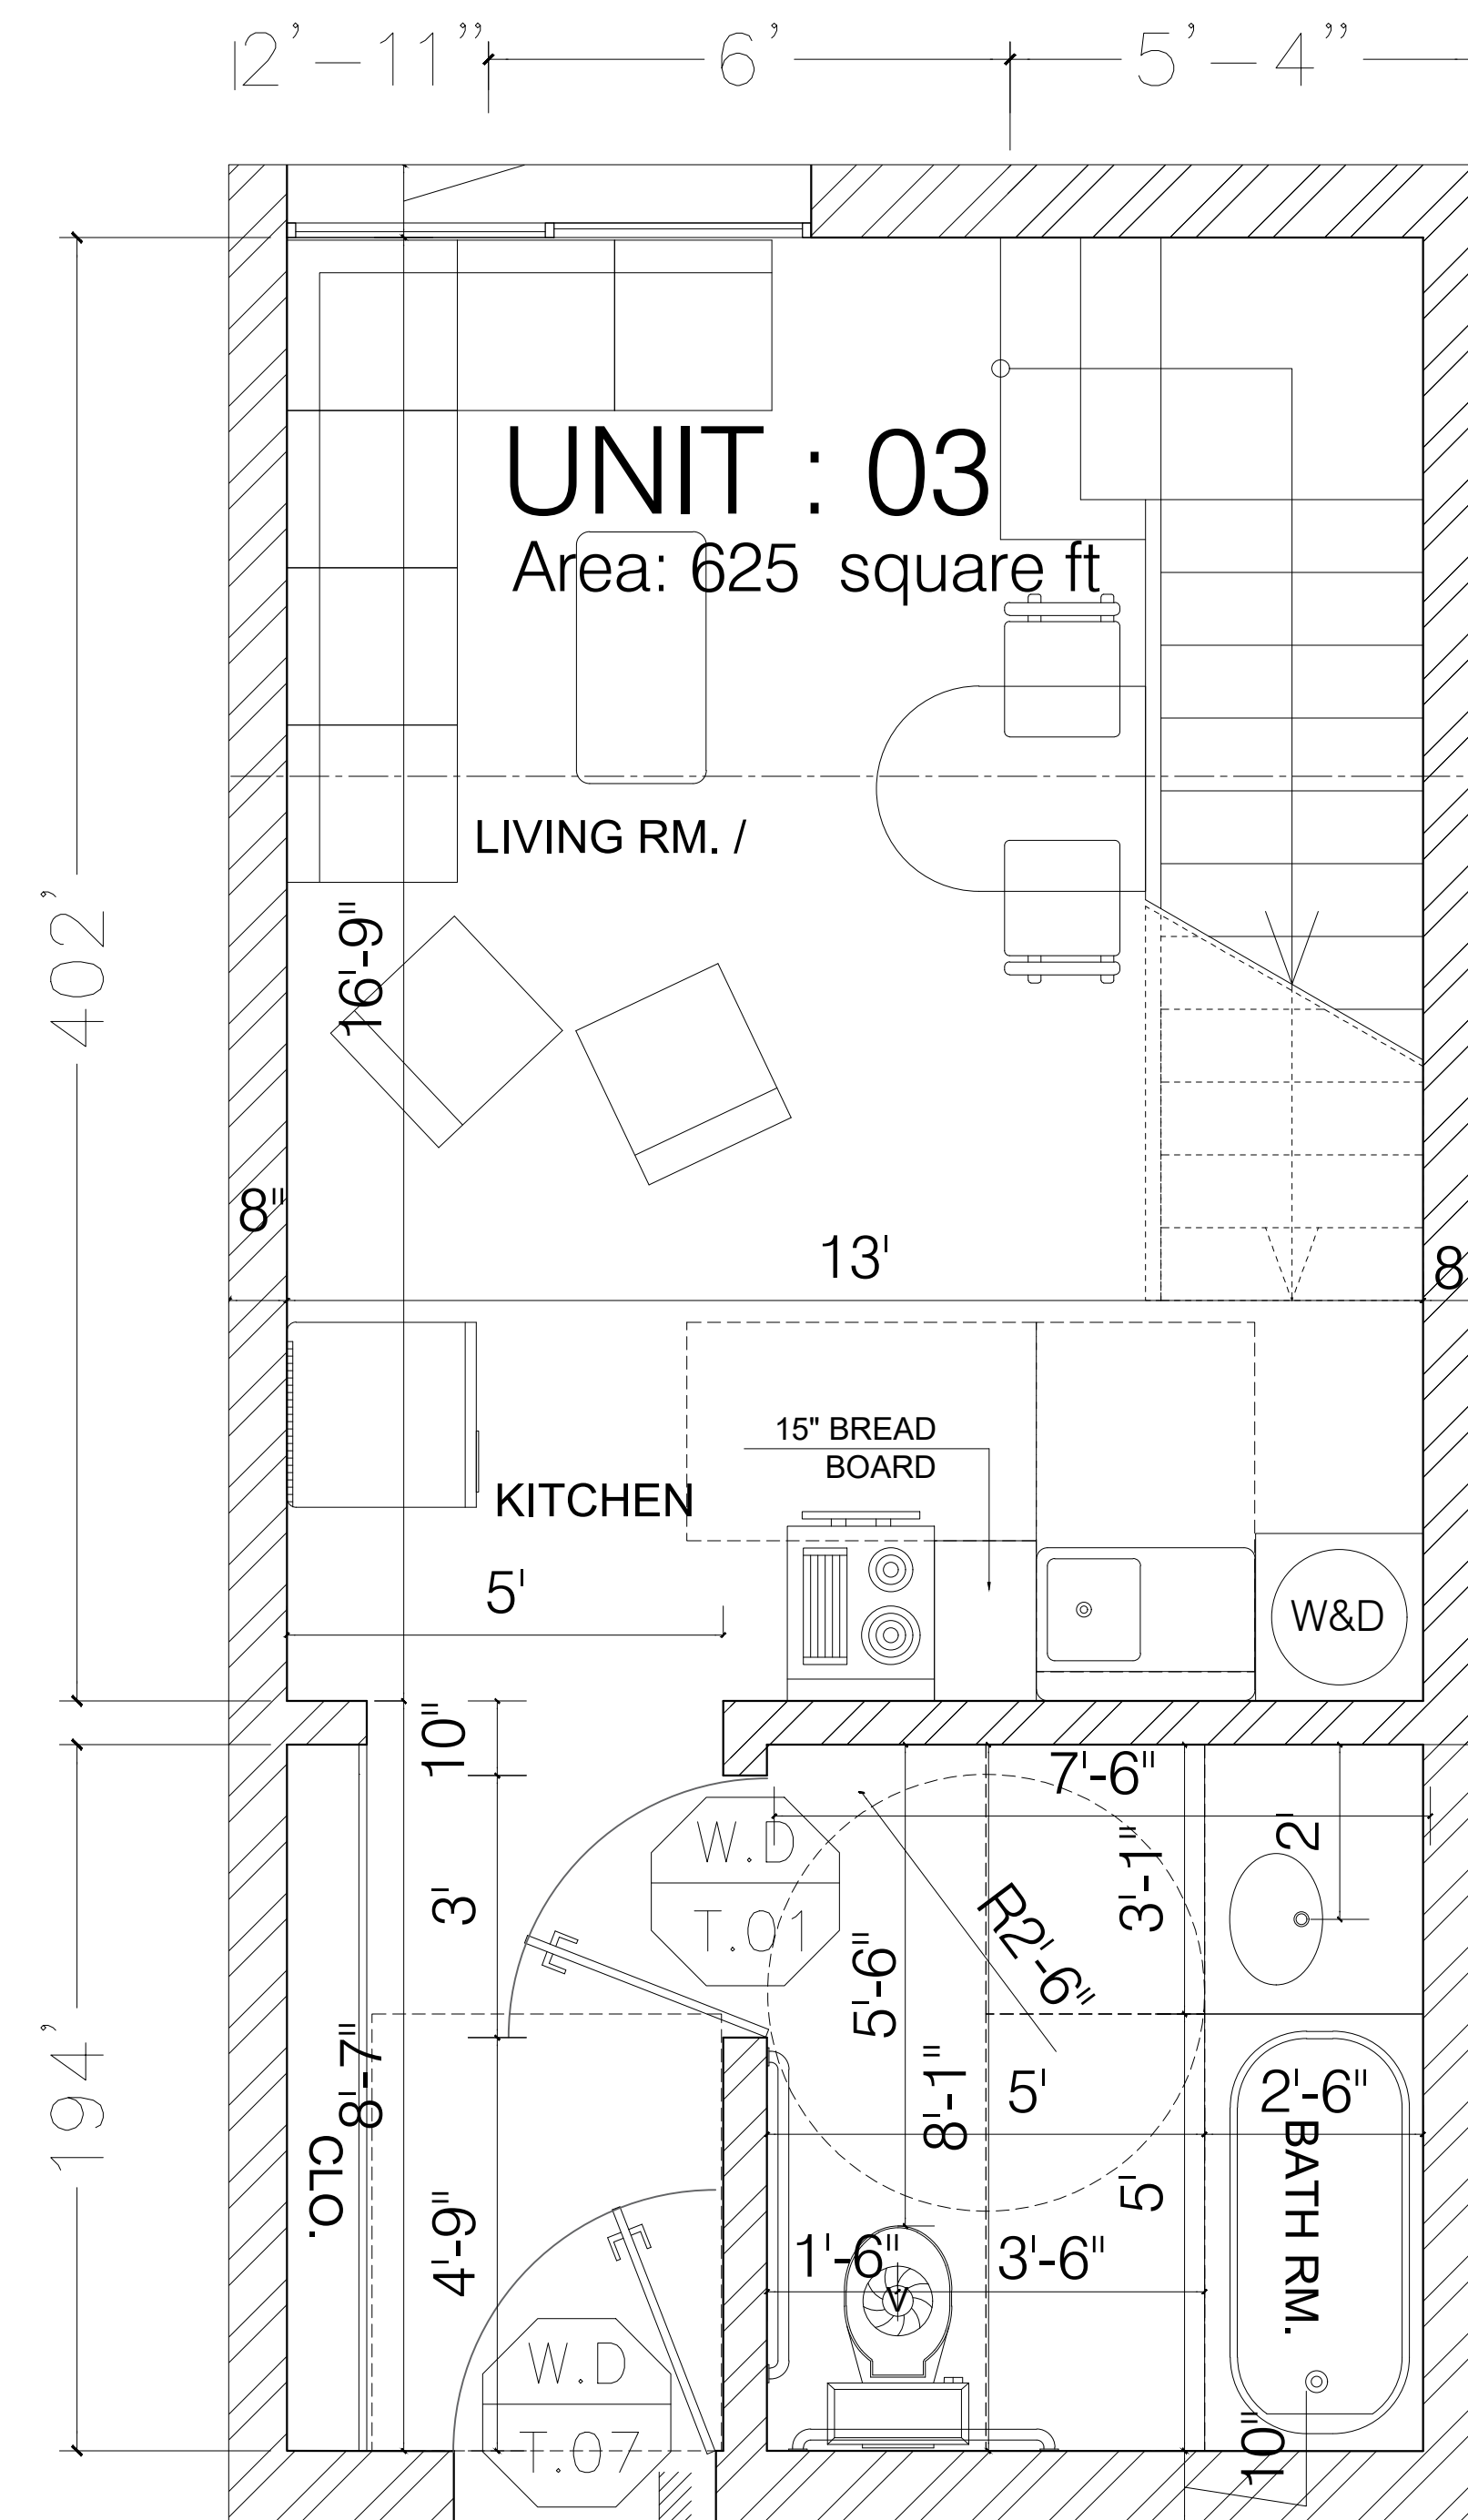 2'-11"
6'
5'-4"
UNIT : 03
Area: 625 square ft
LIVING RM. /
402'
16'-9"
8"
13'
8
15" BREAD
BOARD
KITCHEN
5'
W&D
10"
7'-6"
2'
3'-1"
W.D
T.01
3'
R2'-6"
5'-6"
194'
8'-7"
8'-1"
5'
2'-6"
CLO.
BATH RM.
4'-9"
5'
1'-6"
3'-6"
V
W.D
T.07
10"